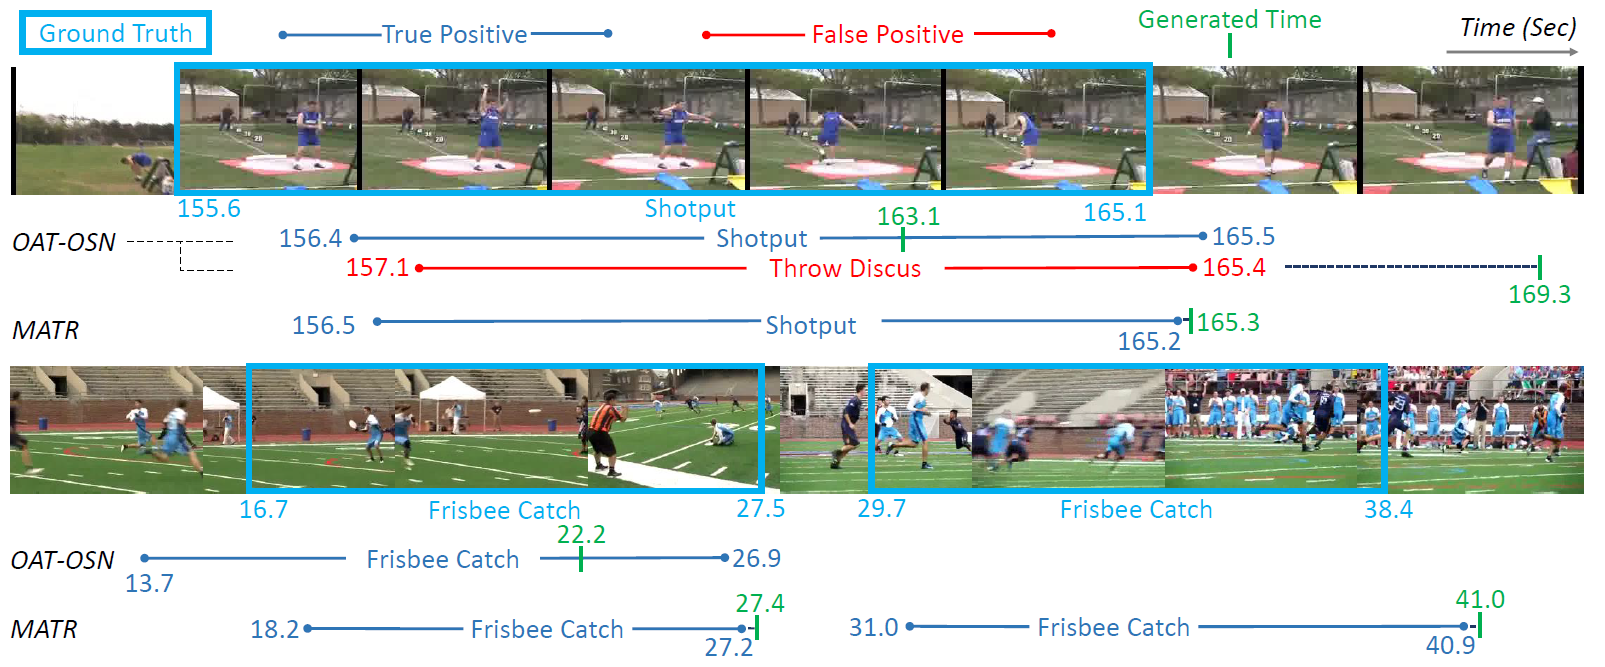 Ground Truth
True Positive
False Positive
Generated Time
Time (Sec)
155.6
Shotput
163.1
165.1
OAT-OSN
156.4
Shotput
165.5
157.1
Throw Discus
165.4
169.3
MATR
156.5
Shotput
165.2
165.3
16.7
Frisbee Catch
27.5
29.7
Frisbee Catch
38.4
22.2
OAT-OSN
13.7
Frisbee Catch
26.9
27.4
41.0
MATR
18.2
Frisbee Catch
27.2
31.0
Frisbee Catch
40.9